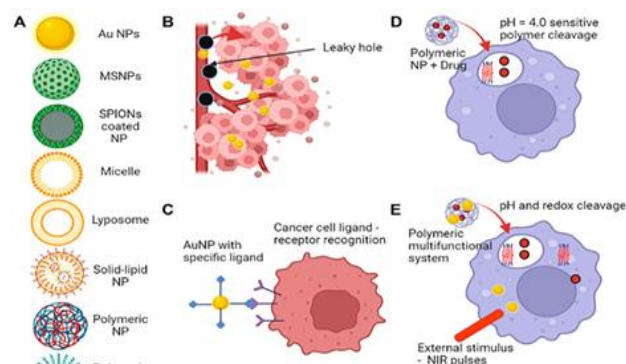 A
Au NPs
MSNPs
SPIONs
coated
NP
Micelle
Lyposome
Solid-lipid
NP
Polymeric
NP
B
Leaky hole
C
AuNP with
specific ligand
Cancer cell ligand -
receptor recognition
D
Polymeric
NP + Drug
pH = 4.0 sensitive
polymer cleavage
E
Polymeric
multifunctional
system
pH and redox cleavage
External stimulus
- NIR pulses